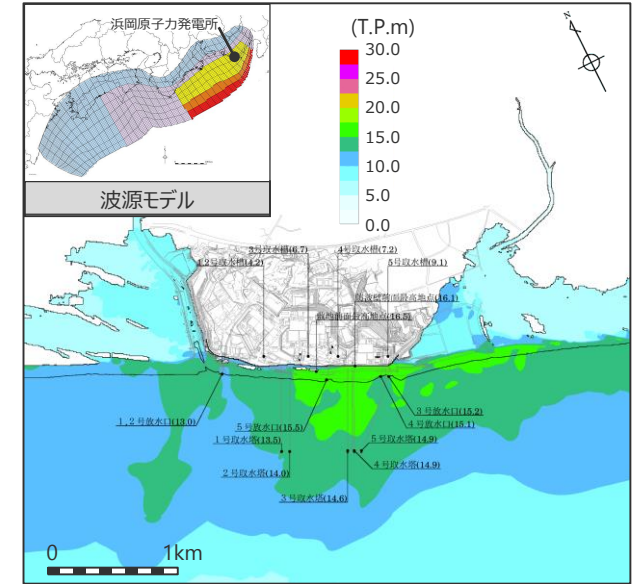 浜岡原子力発電所
波源モデル
(T.P.m)
30.0
25.0
20.0
15.0
10.0
5.0
0.0
N
3号取水槽(6.7)
4号取水槽(7.2)
1,2号取水槽(4.2)
5号取水槽(9.1)
防波壁前面最高地点(16.1)
敷地前面最高地点(16.5)
1,2号放水口(13.0)
3号放水口(15.2)
5号放水口(15.5)
4号放水口(15.1)
1号取水塔(13.5)
5号取水塔(14.9)
2号取水塔(14.0)
4号取水塔(14.9)
3号取水塔(14.6)
0 1km